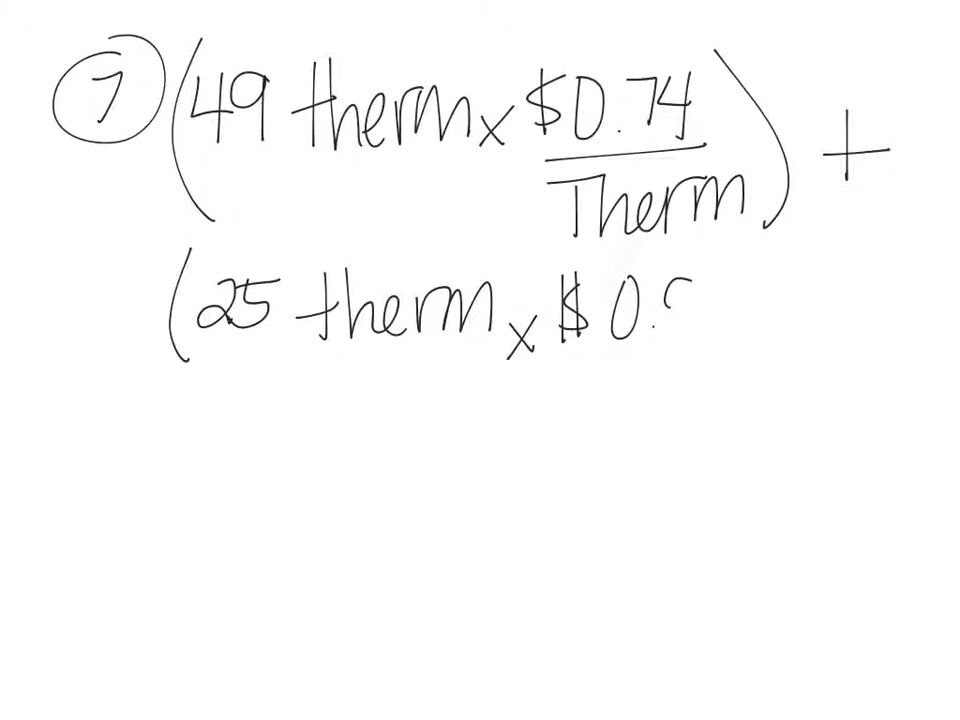 7 (49 therm x $0.74 / Therm) +
(25 therm x $0.